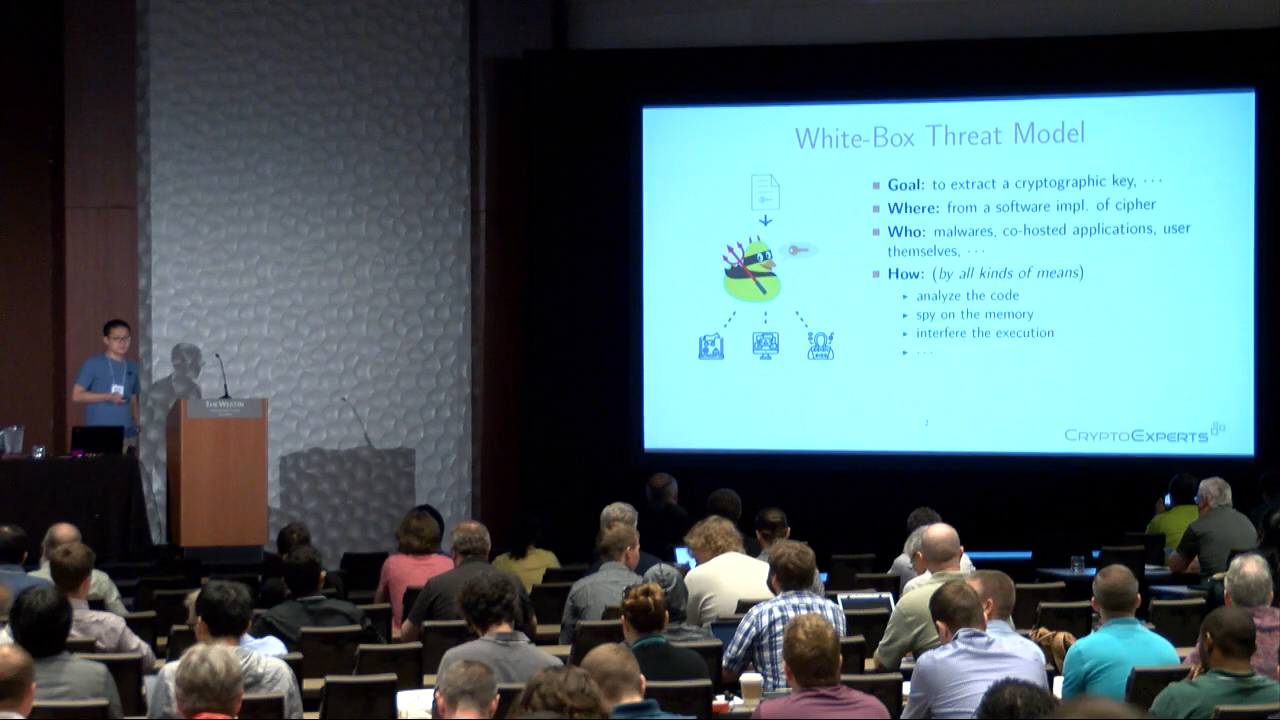 White-Box Threat Model
Goal: to extract a cryptographic key, ···
Where: from a software impl. of cipher
Who: malwares, co-hosted applications, user
themselves, ···
How: (by all kinds of means)
analyze the code
spy on the memory
interfere the execution
···
2
CRYPTOEXPERTS
THE WESTIN